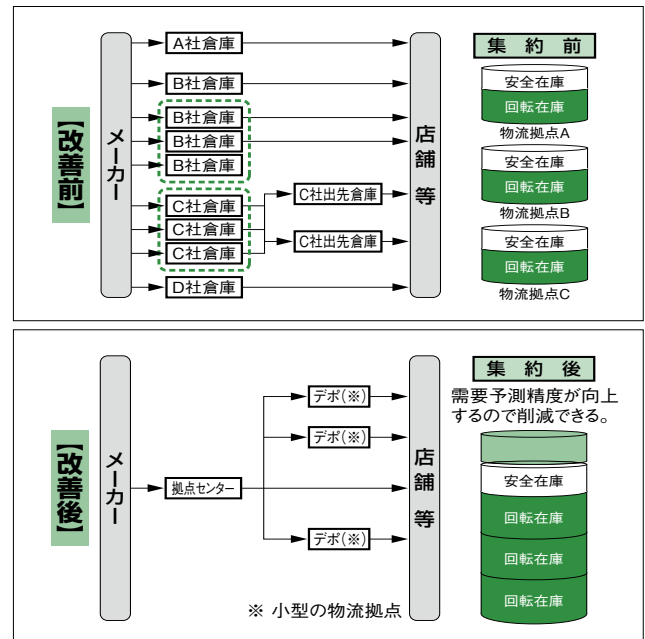 【改善前】
メーカー
A社倉庫
B社倉庫
B社倉庫
B社倉庫
B社倉庫
C社倉庫
C社倉庫
C社倉庫
D社倉庫
C社出先倉庫
C社出先倉庫
店舗等
集約前
安全在庫
回転在庫
物流拠点A
安全在庫
回転在庫
物流拠点B
安全在庫
回転在庫
物流拠点C
【改善後】
メーカー
拠点センター
デポ(※)
デポ(※)
デポ(※)
店舗等
※ 小型の物流拠点
集約後
需要予測精度が向上
するので削減できる。
安全在庫
回転在庫
回転在庫
回転在庫